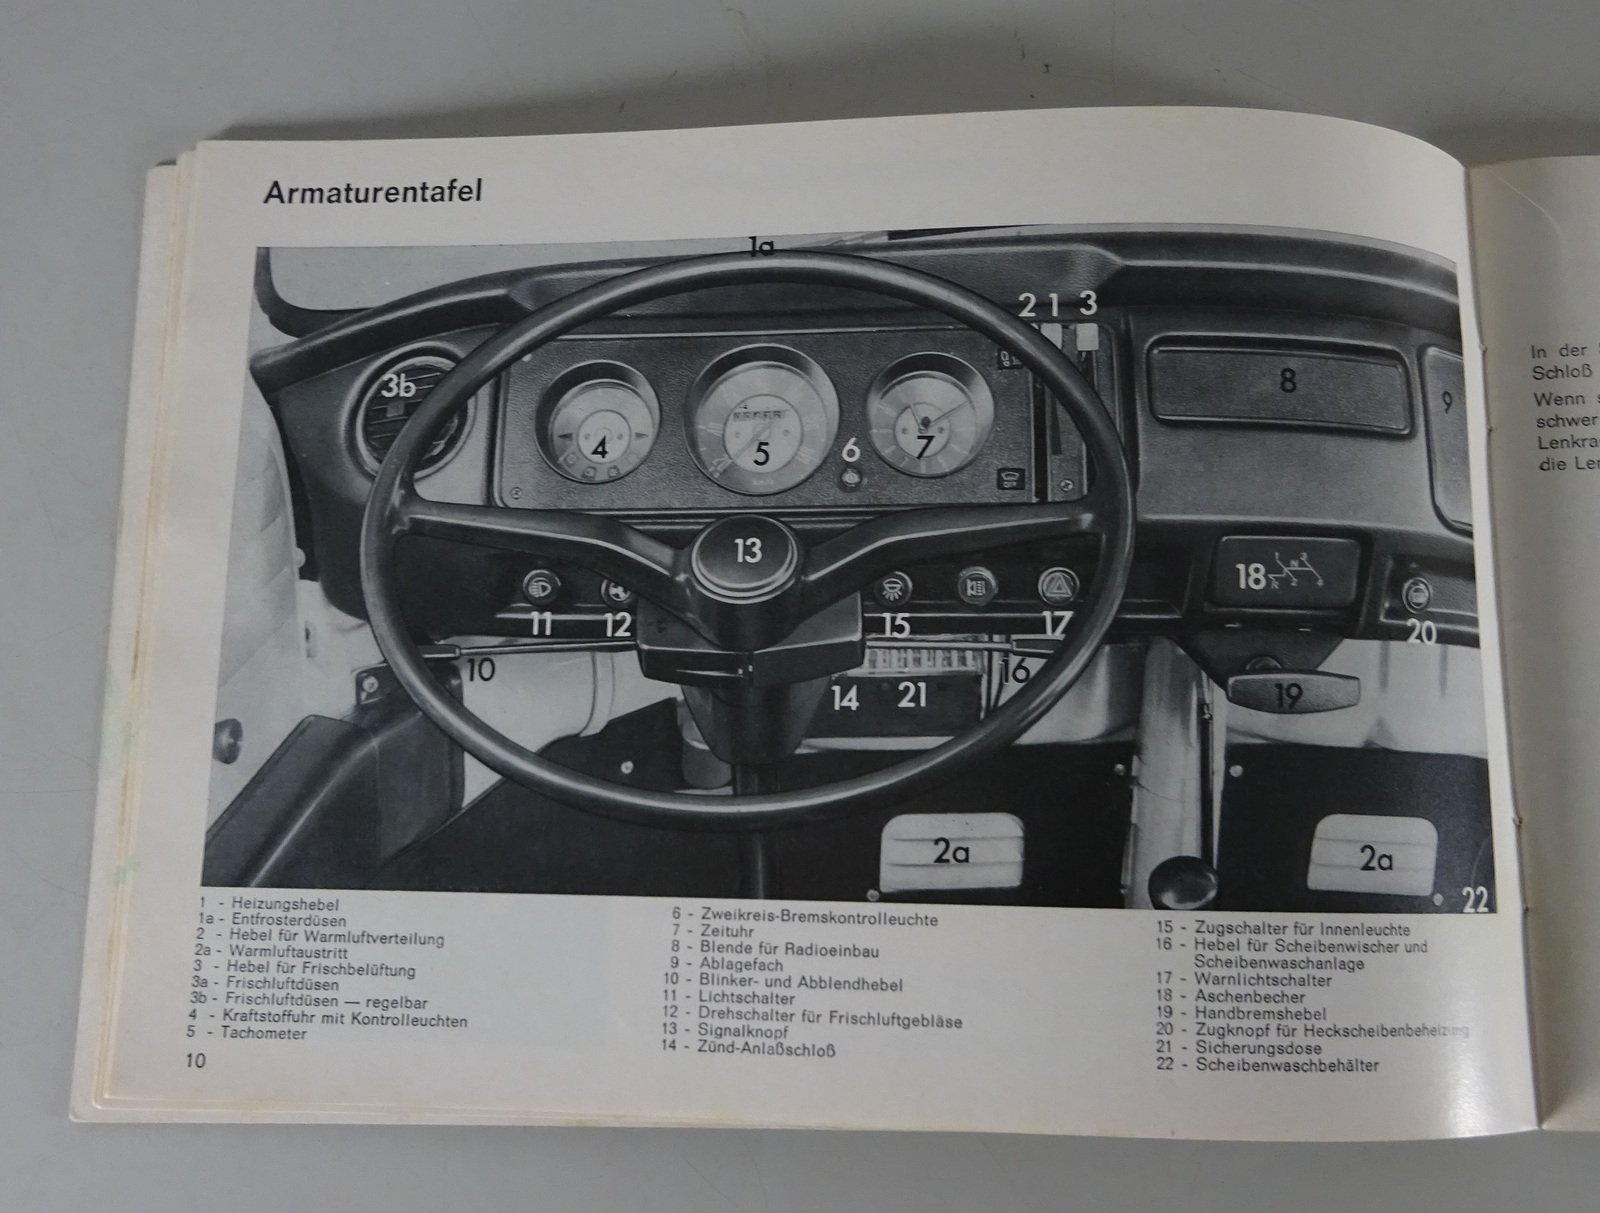 Armaturentafel
1a
2 1 3
3b
8
9
4
5
6
7
13
18
1 3
N
R 2 4
11
12
15
17
20
10
16
14
21
19
2a
2a
22
1 - Heizungshebel
1a - Entfrosterdüsen
2 - Hebel für Warmluftverteilung
2a - Warmluftaustritt
3 - Hebel für Frischbelüftung
3a - Frischluftdüsen
3b - Frischluftdüsen — regelbar
4 - Kraftstoffuhr mit Kontrolleuchten
5 - Tachometer
6 - Zweikreis-Bremskontrolleuchte
7 - Zeituhr
8 - Blende für Radioeinbau
9 - Ablagefach
10 - Blinker- und Abblendhebel
11 - Lichtschalter
12 - Drehschalter für Frischluftgebläse
13 - Signalknopf
14 - Zünd-Anlaßschloß
15 - Zugschalter für Innenleuchte
16 - Hebel für Scheibenwischer und
Scheibenwaschanlage
17 - Warnlichtschalter
18 - Aschenbecher
19 - Handbremshebel
20 - Zugknopf für Heckscheibenbeheizung
21 - Sicherungsdose
22 - Scheibenwaschbehälter
10
In der
Schloß
Wenn
schwer
Lenkra
die Len